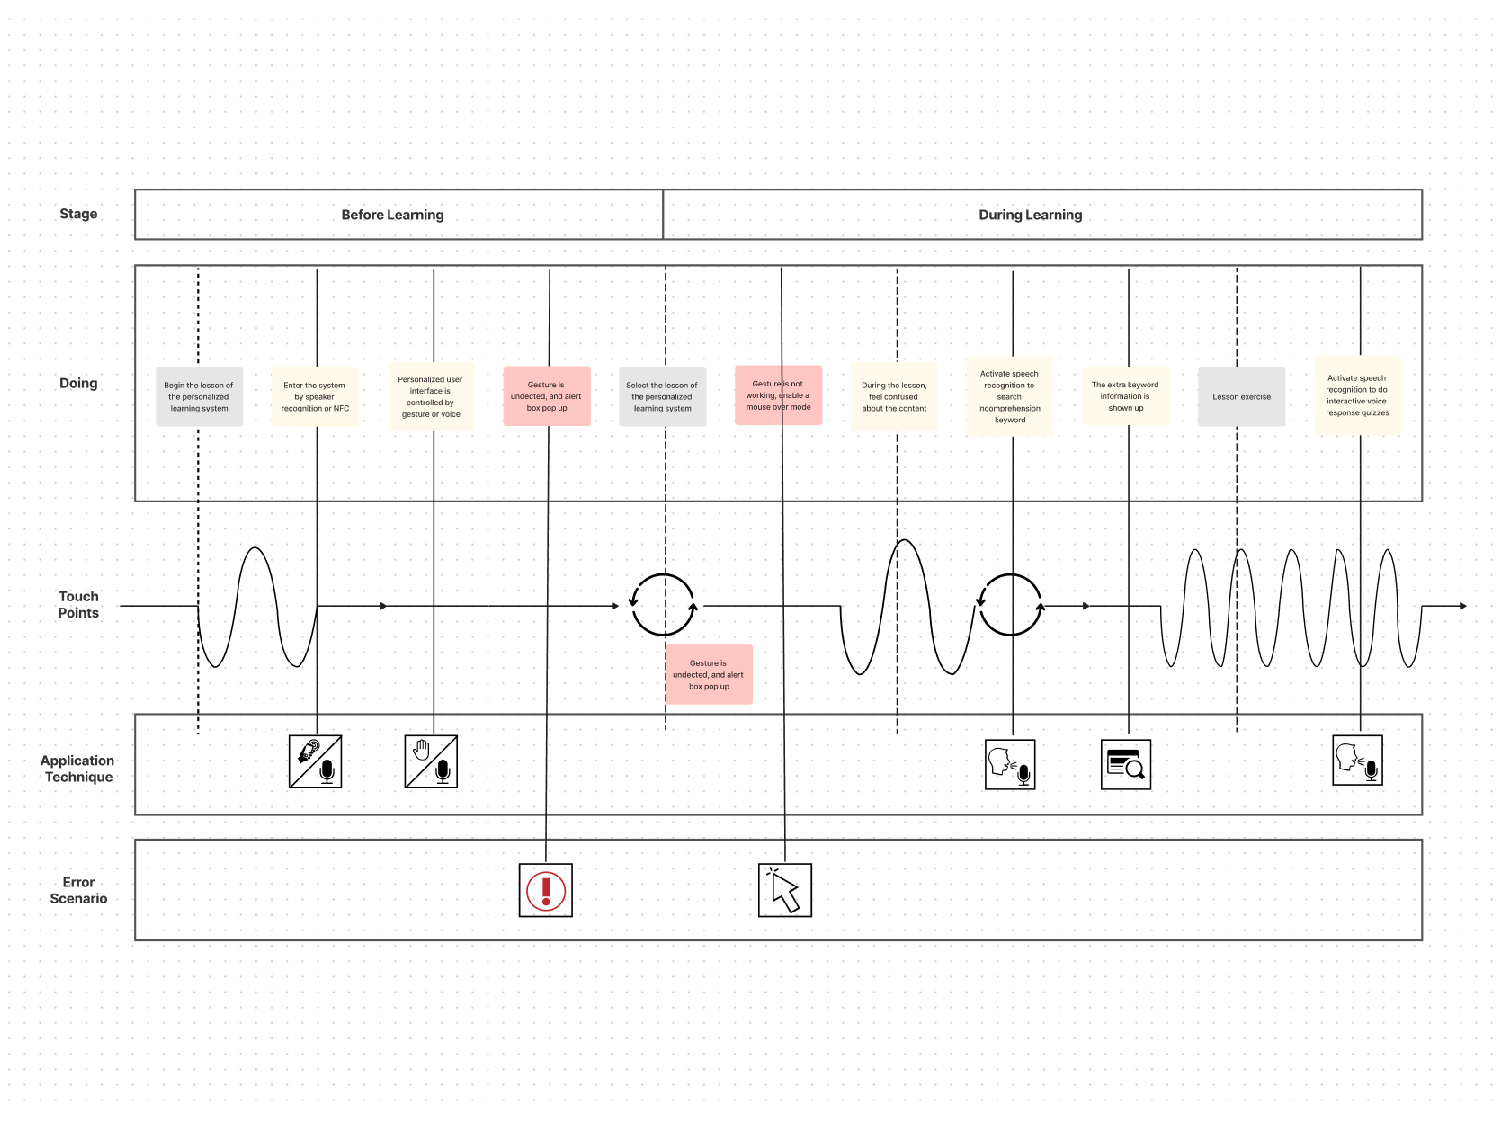 Stage
Before Learning
During Learning
Doing
Begin the lesson of
the personalized
learning system
Enter the system
by speaker
recognition or NFC
Personalized user
interface is
controlled by
gesture or voice
Gesture is
undected, and alert
box pop up
Select the lesson of
the personalized
learning system
Gesture is not
working, enable a
mouse over mode
During the lesson,
feel confused
about the content
Activate speech
recognition to
search
incomprehension
keyword
The extra keyword
information is
shown up
Lesson exercise
Activate speech
recognition to do
interactive voice
response quizzes
Touch
Points
Gesture is
undected, and alert
box pop up
Application
Technique
Error
Scenario